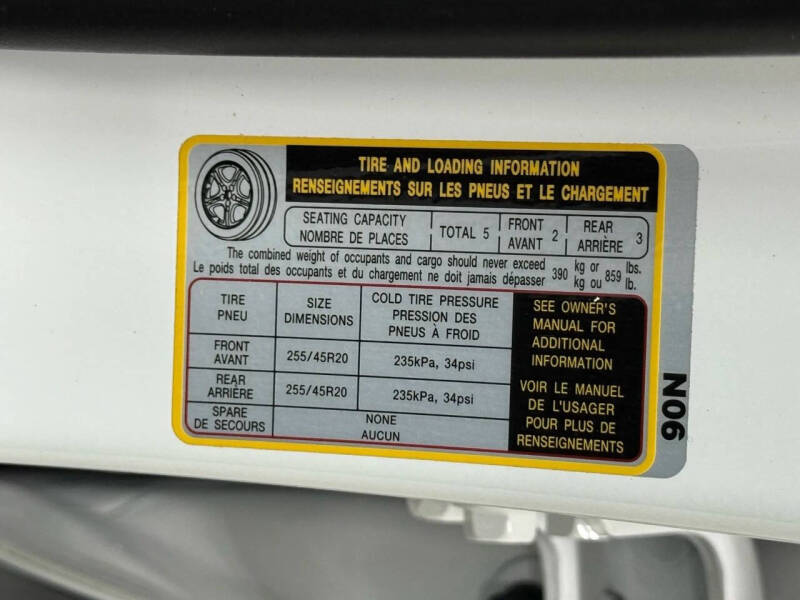 TIRE AND LOADING INFORMATION
RENSEIGNEMENTS SUR LES PNEUS ET LE CHARGEMENT
SEATING CAPACITY
NOMBRE DE PLACES
TOTAL 5
FRONT
AVANT 2
REAR
ARRIÈRE 3
The combined weight of occupants and cargo should never exceed
Le poids total des occupants et du chargement ne doit jamais dépasser
390
kg or
kg ou
859
lbs.
lb.
TIRE
PNEU
SIZE
DIMENSIONS
COLD TIRE PRESSURE
PRESSION DES
PNEUS À FROID
FRONT
AVANT
255/45R20
235kPa, 34psi
REAR
ARRIÈRE
255/45R20
235kPa, 34psi
SPARE
DE SECOURS
NONE
AUCUN
SEE OWNER'S
MANUAL FOR
ADDITIONAL
INFORMATION
VOIR LE MANUEL
DE L'USAGER
POUR PLUS DE
RENSEIGNEMENTS
N06